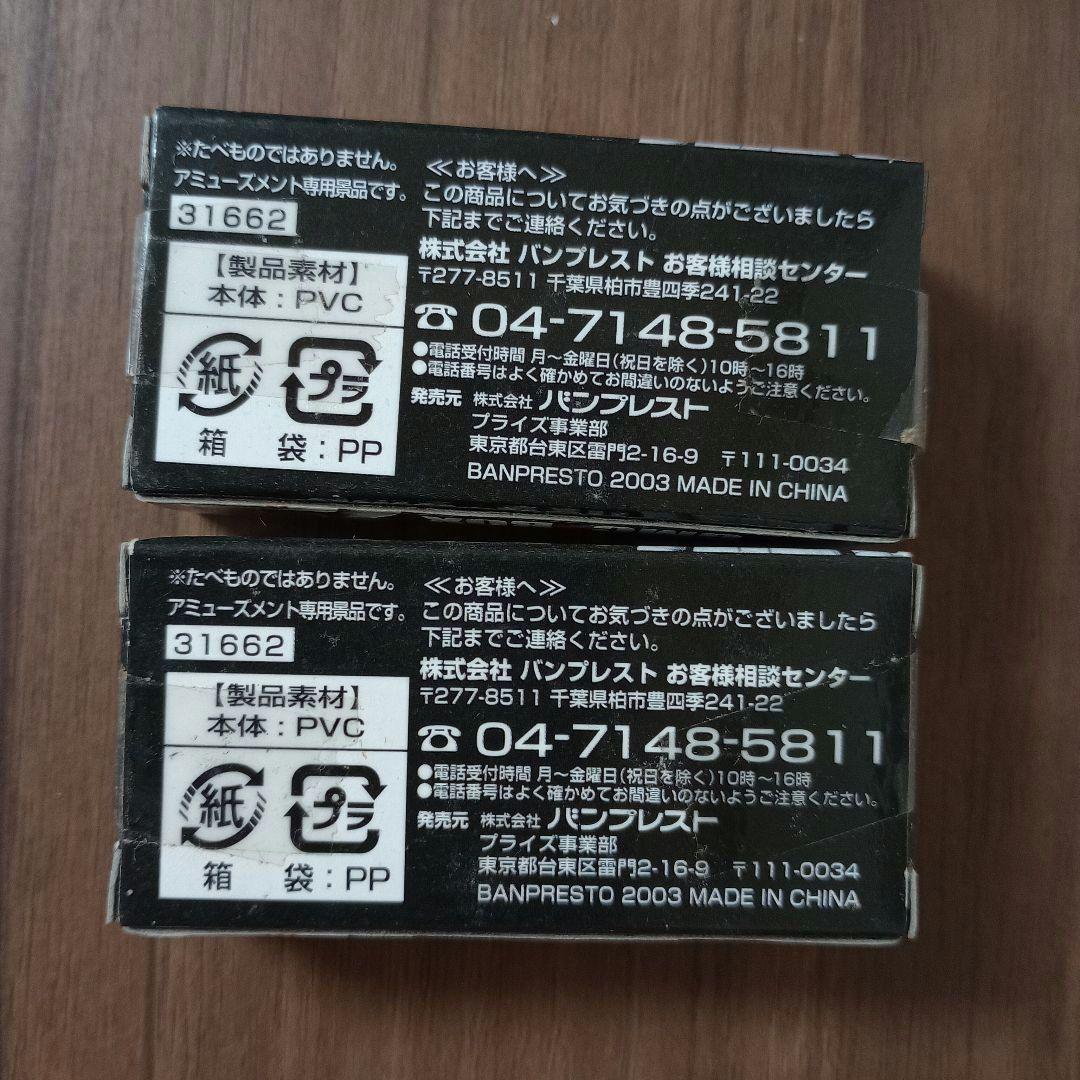 ※たべものではありません。
アミューズメント専用景品です。
31662
【製品素材】
本体：PVC
紙
プラ
箱
袋：PP
≪お客様へ≫
この商品についてお気づきの点がございましたら
下記までご連絡ください。
株式会社 バンプレスト お客様相談センター
〒277-8511 千葉県柏市豊四季241-22
☎ 04-7148-5811
●電話受付時間 月～金曜日(祝日を除く)10時～16時
●電話番号はよく確かめてお間違いのないようご注意ください。
発売元 株式会社 バンプレスト
プライズ事業部
東京都台東区雷門2-16-9 〒111-0034
BANPRESTO 2003 MADE IN CHINA
※たべものではありません。
アミューズメント専用景品です。
31662
【製品素材】
本体：PVC
紙
プラ
箱
袋：PP
≪お客様へ≫
この商品についてお気づきの点がございましたら
下記までご連絡ください。
株式会社 バンプレスト お客様相談センター
〒277-8511 千葉県柏市豊四季241-22
☎ 04-7148-5811
●電話受付時間 月～金曜日(祝日を除く)10時～16時
●電話番号はよく確かめてお間違いのないようご注意ください。
発売元 株式会社 バンプレスト
プライズ事業部
東京都台東区雷門2-16-9 〒111-0034
BANPRESTO 2003 MADE IN CHINA